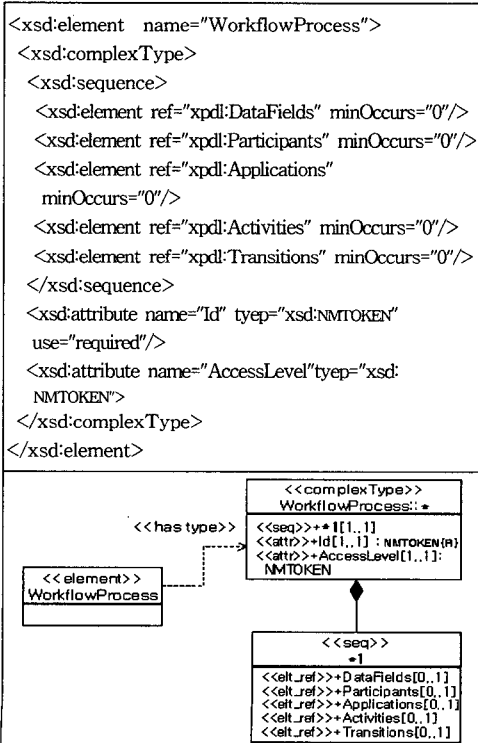 <xsd:element name="WorkflowProcess">
<xsd:complexType>
<xsd:sequence>
<xsd:element ref="xpdl:DataFields" minOccurs="0"/>
<xsd:element ref="xpdl:Participants" minOccurs="0"/>
<xsd:element ref="xpdl:Applications"
minOccurs="0"/>
<xsd:element ref="xpdl:Activities" minOccurs="0"/>
<xsd:element ref="xpdl:Transitions" minOccurs="0"/>
</xsd:sequence>
<xsd:attribute name="Id" tyep="xsd:NMTOKEN"
use="required"/>
<xsd:attribute name="AccessLevel"tyep="xsd:
NMTOKEN">
</xsd:complexType>
</xsd:element>
<<complexType>>
WorkflowProcess::*
<<has type>>
<<seq>>+*1[1..1]
<<attr>>+Id[1..1] : NMTOKEN{R}
<<attr>>+AccessLevel[1..1]:
NMTOKEN
<<element>>
WorkflowProcess
<<seq>>
*1
<<elt_ref>>+DataFields[0..1]
<<elt_ref>>+Participants[0..1]
<<elt_ref>>+Applications[0..1]
<<elt_ref>>+Activities[0..1]
<<elt_ref>>+Transitions[0..1]